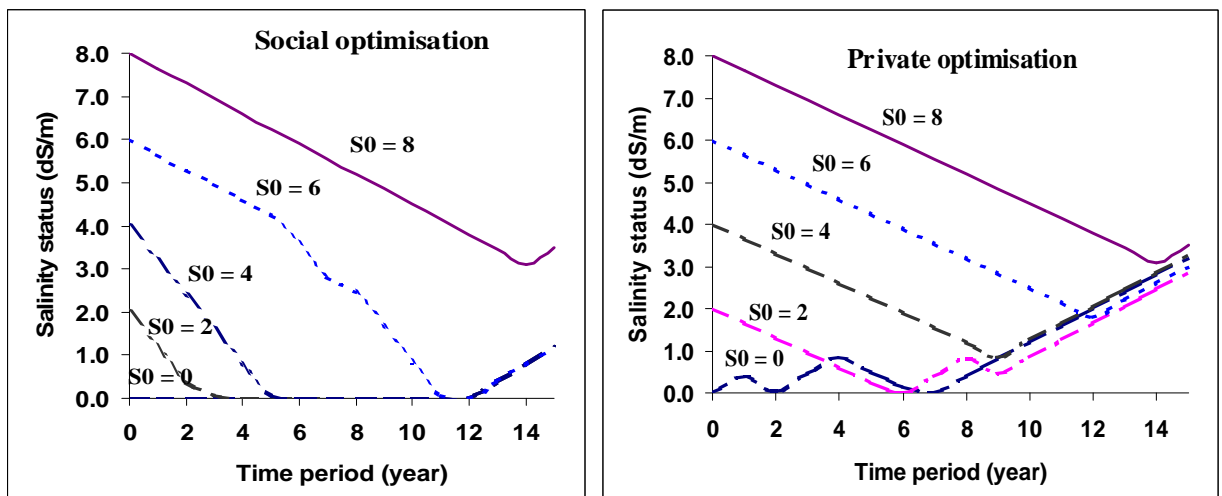 Social optimisation
Salinity status (dS/m)
8.0
7.0
6.0
5.0
4.0
3.0
2.0
1.0
0.0
S0 = 8
S0 = 6
S0 = 4
S0 = 2
S0 = 0
0 2 4 6 8 10 12 14
Time period (year)
Private optimisation
Salinity status (dS/m)
8.0
7.0
6.0
5.0
4.0
3.0
2.0
1.0
0.0
S0 = 8
S0 = 6
S0 = 4
S0 = 2
S0 = 0
0 2 4 6 8 10 12 14
Time period (year)